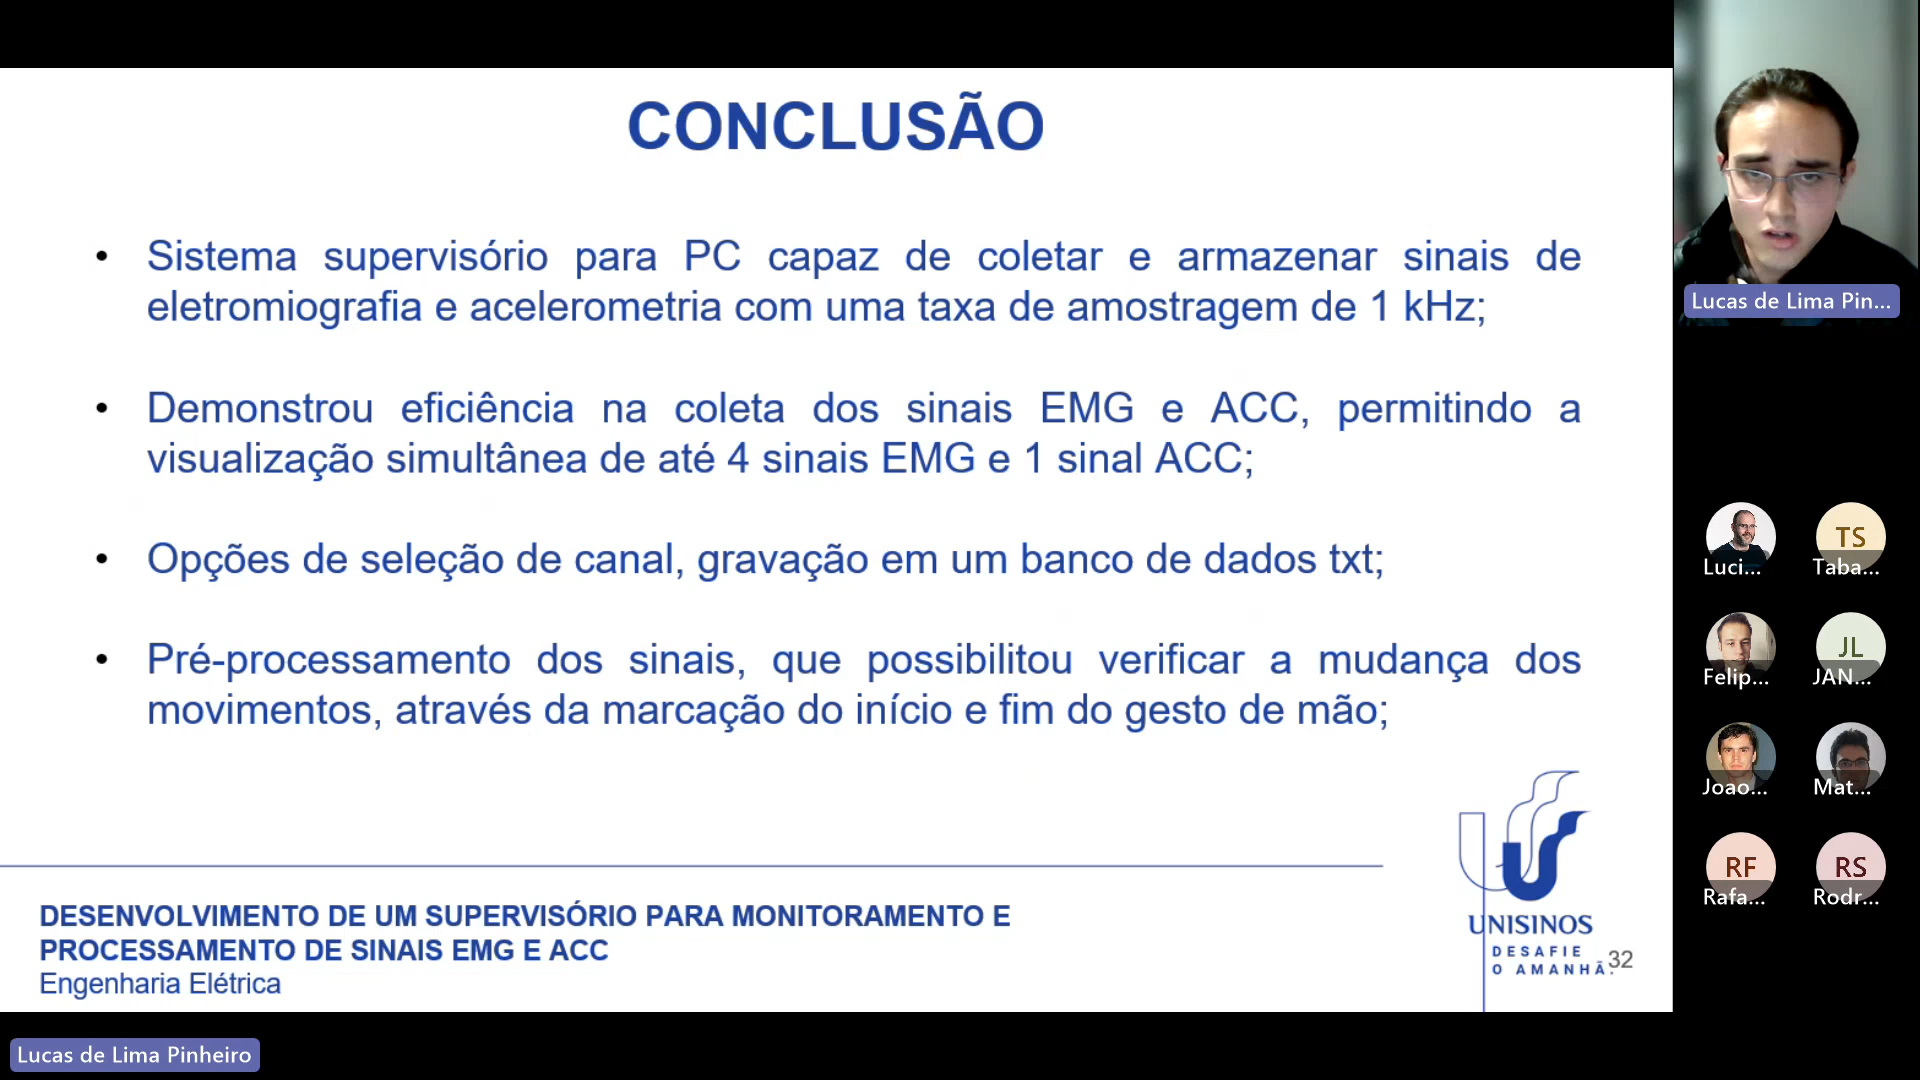 CONCLUSÃO
• Sistema supervisório para PC capaz de coletar e armazenar sinais de
eletromiografia e acelerometria com uma taxa de amostragem de 1 kHz;
• Demonstrou eficiência na coleta dos sinais EMG e ACC, permitindo a
visualização simultânea de até 4 sinais EMG e 1 sinal ACC;
• Opções de seleção de canal, gravação em um banco de dados txt;
• Pré-processamento dos sinais, que possibilitou verificar a mudança dos
movimentos, através da marcação do início e fim do gesto de mão;
DESENVOLVIMENTO DE UM SUPERVISÓRIO PARA MONITORAMENTO E
PROCESSAMENTO DE SINAIS EMG E ACC
Engenharia Elétrica
UNISINOS
DESAFIE
O AMANHÃ.
32
Lucas de Lima Pinheiro
Lucas de Lima Pin...
Luci...
TS
Taba...
Felip...
JL
JAN...
Joao...
Mat...
RF
Rafa...
RS
Rodr...